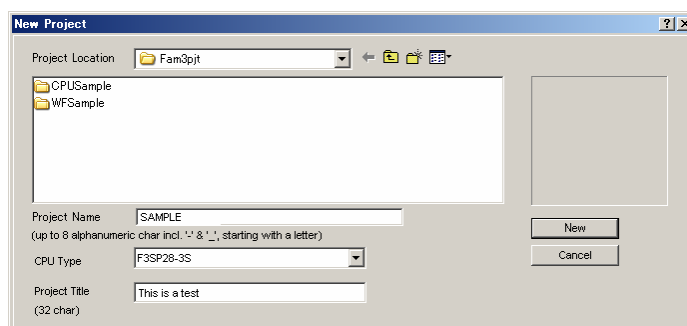 New Project
Project Location
Fam3pjt
CPUSample
WFSample
Project Name
SAMPLE
(up to 8 alphanumeric char incl. '-' & '_', starting with a letter)
New
CPU Type
F3SP28-3S
Cancel
Project Title
This is a test
(32 char)